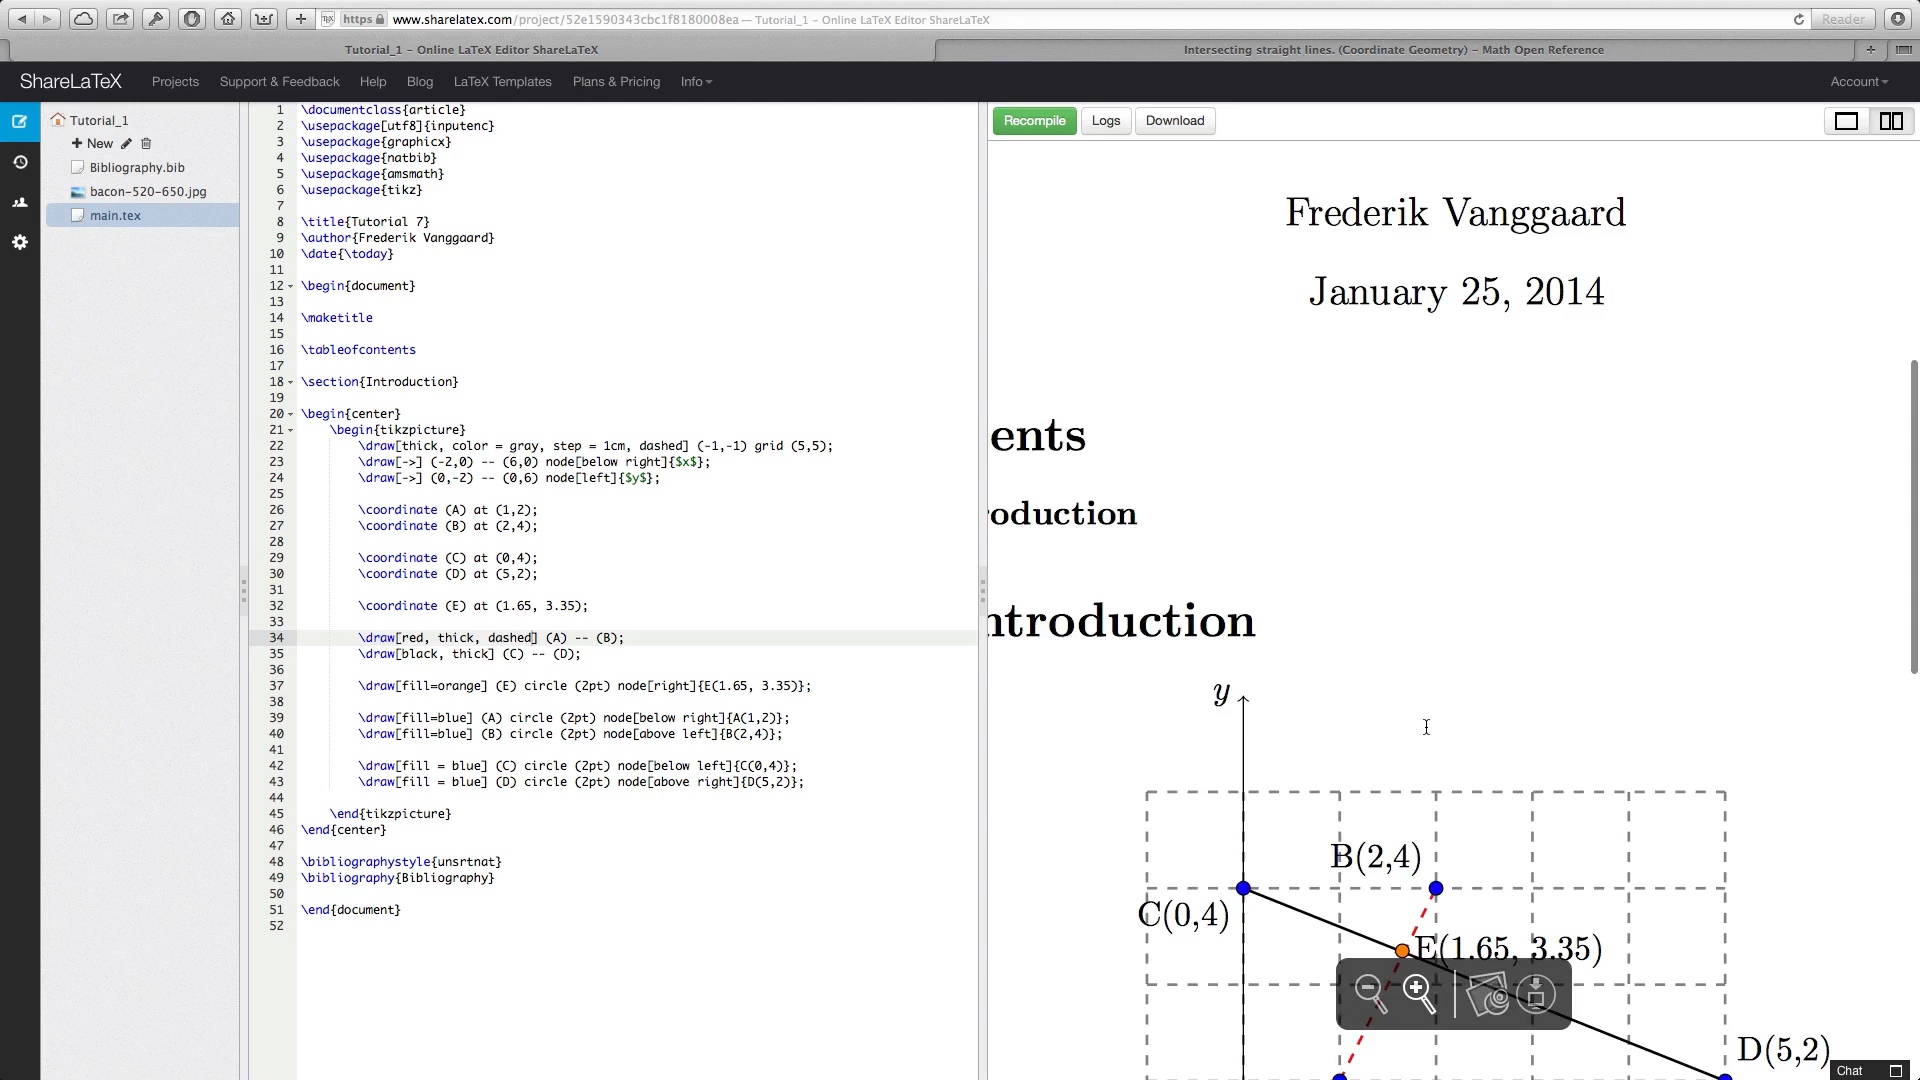 https www.sharelatex.com/project/52e1590343cbc1f8180008ea — Tutorial_1 – Online LaTeX Editor ShareLaTeX
Reader
Tutorial_1 – Online LaTeX Editor ShareLaTeX
Intersecting straight lines. (Coordinate Geometry) – Math Open Reference
ShareLaTeX Projects Support & Feedback Help Blog LaTeX Templates Plans & Pricing Info Account
Tutorial_1
New
Bibliography.bib
bacon-520-650.jpg
main.tex
1 \documentclass{article}
2 \usepackage[utf8]{inputenc}
3 \usepackage{graphicx}
4 \usepackage{natbib}
5 \usepackage{amsmath}
6 \usepackage{tikz}
7
8 \title{Tutorial 7}
9 \author{Frederik Vanggaard}
10 \date{\today}
11
12 \begin{document}
13
14 \maketitle
15
16 \tableofcontents
17
18 \section{Introduction}
19
20 \begin{center}
21 \begin{tikzpicture}
22 \draw[thick, color = gray, step = 1cm, dashed] (-1,-1) grid (5,5);
23 \draw[->] (-2,0) -- (6,0) node[below right]{$x$};
24 \draw[->] (0,-2) -- (0,6) node[left]{$y$};
25
26 \coordinate (A) at (1,2);
27 \coordinate (B) at (2,4);
28
29 \coordinate (C) at (0,4);
30 \coordinate (D) at (5,2);
31
32 \coordinate (E) at (1.65, 3.35);
33
34 \draw[red, thick, dashed] (A) -- (B);
35 \draw[black, thick] (C) -- (D);
36
37 \draw[fill=orange] (E) circle (2pt) node[right]{E(1.65, 3.35)};
38
39 \draw[fill=blue] (A) circle (2pt) node[below right]{A(1,2)};
40 \draw[fill=blue] (B) circle (2pt) node[above left]{B(2,4)};
41
42 \draw[fill = blue] (C) circle (2pt) node[below left]{C(0,4)};
43 \draw[fill = blue] (D) circle (2pt) node[above right]{D(5,2)};
44
45 \end{tikzpicture}
46 \end{center}
47
48 \bibliographystyle{unsrtnat}
49 \bibliography{Bibliography}
50
51 \end{document}
52
Recompile Logs Download
Frederik Vanggaard
January 25, 2014
ents
roduction
ntroduction
y
B(2,4)
C(0,4)
E(1.65, 3.35)
D(5,2)
Chat